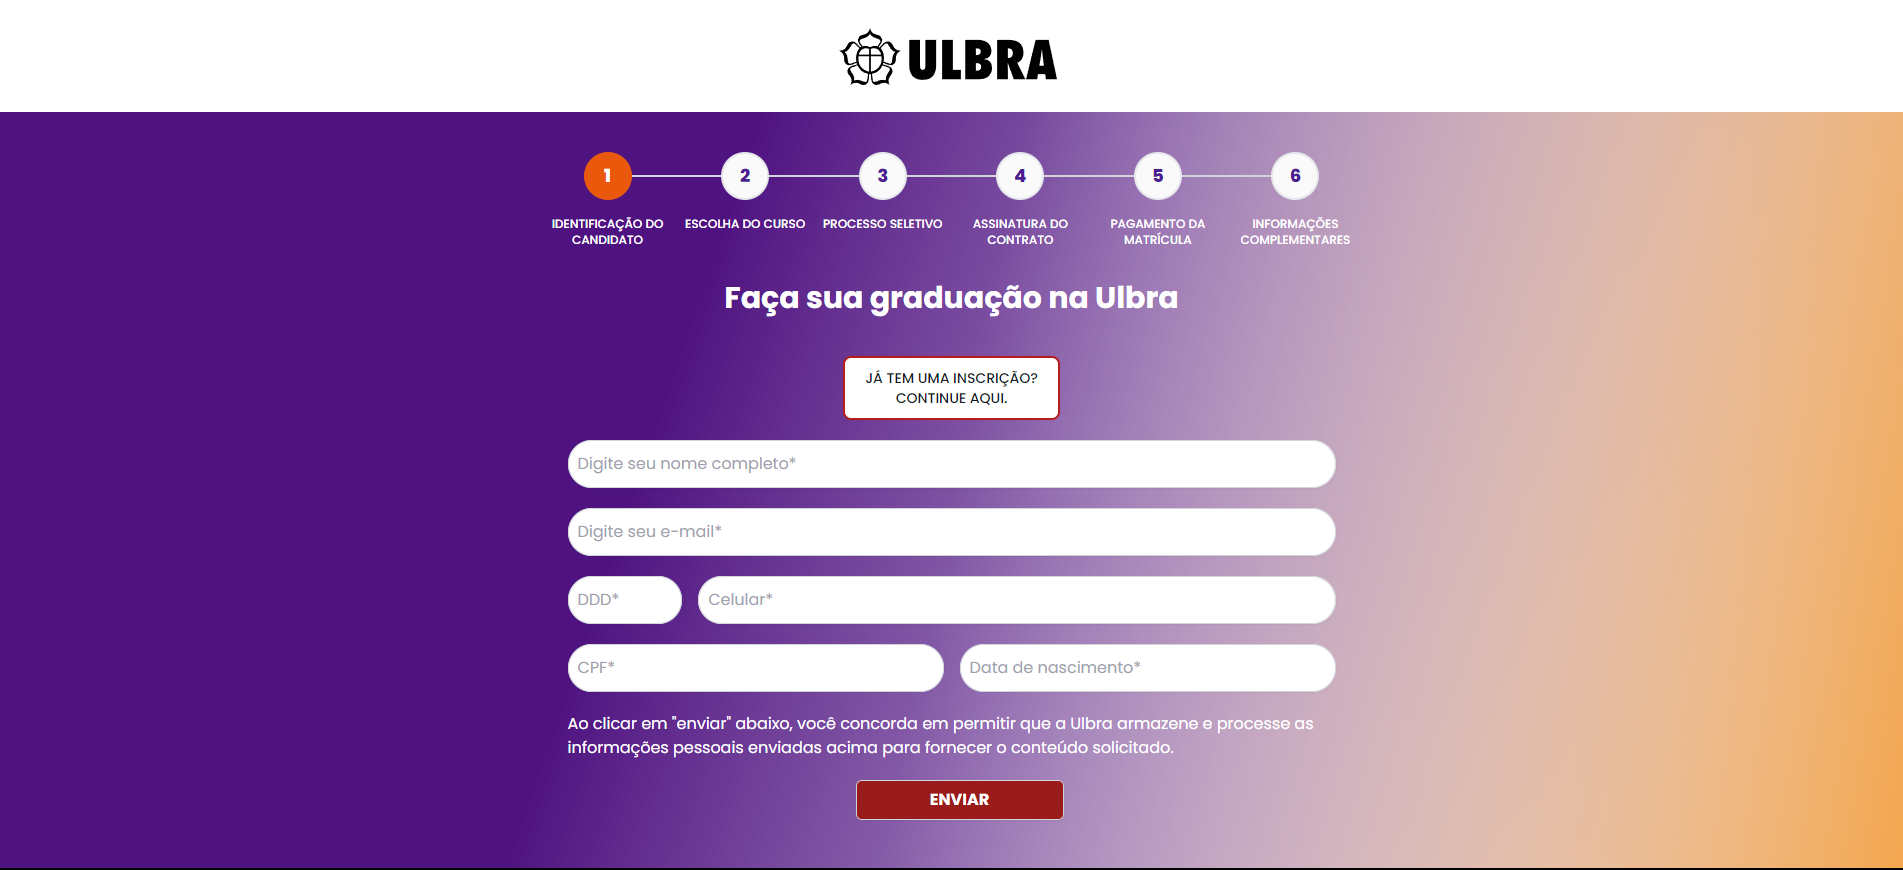 ULBRA
1
2
3
4
5
6
IDENTIFICAÇÃO DO
CANDIDATO
ESCOLHA DO CURSO
PROCESSO SELETIVO
ASSINATURA DO
CONTRATO
PAGAMENTO DA
MATRÍCULA
INFORMAÇÕES
COMPLEMENTARES
Faça sua graduação na Ulbra
JÁ TEM UMA INSCRIÇÃO?
CONTINUE AQUI.
Digite seu nome completo*
Digite seu e-mail*
DDD*
Celular*
CPF*
Data de nascimento*
Ao clicar em "enviar" abaixo, você concorda em permitir que a Ulbra armazene e processe as
informações pessoais enviadas acima para fornecer o conteúdo solicitado.
ENVIAR